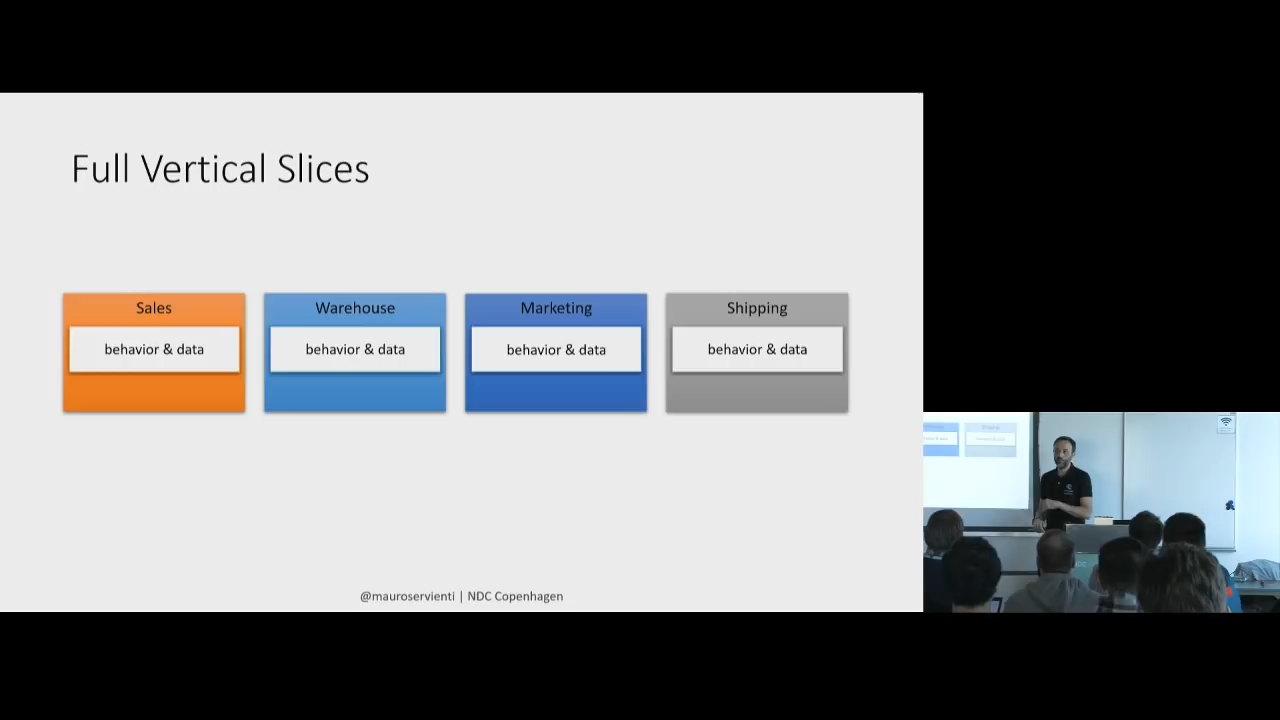 Full Vertical Slices
Sales
behavior & data
Warehouse
behavior & data
Marketing
behavior & data
Shipping
behavior & data
@mauroservienti | NDC Copenhagen